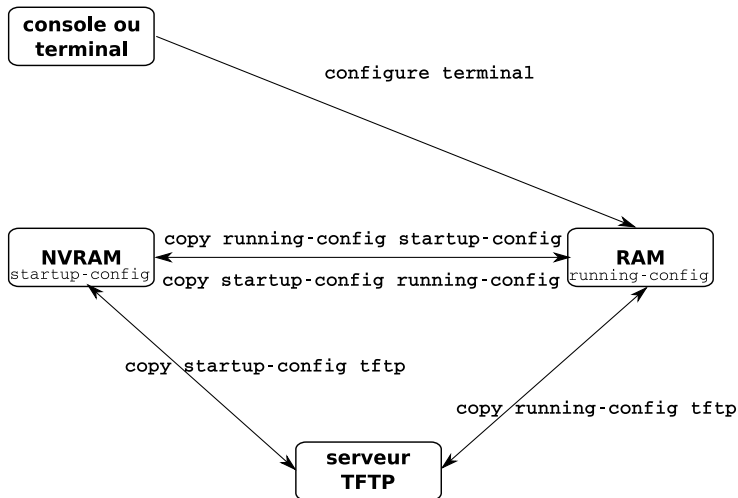 console ou
terminal
configure terminal
copy running-config startup-config
NVRAM
startup-config
RAM
running-config
copy startup-config running-config
copy startup-config tftp
copy running-config tftp
serveur
TFTP